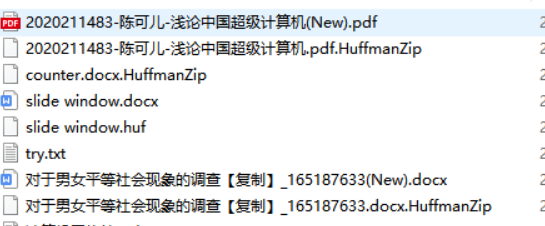 PDF 2020211483-陈可儿-浅论中国超级计算机(New).pdf
2020211483-陈可儿-浅论中国超级计算机.pdf.HuffmanZip
counter.docx.HuffmanZip
slide window.docx
slide window.huf
try.txt
对于男女平等社会现象的调查【复制】_165187633(New).docx
对于男女平等社会现象的调查【复制】_165187633.docx.HuffmanZip